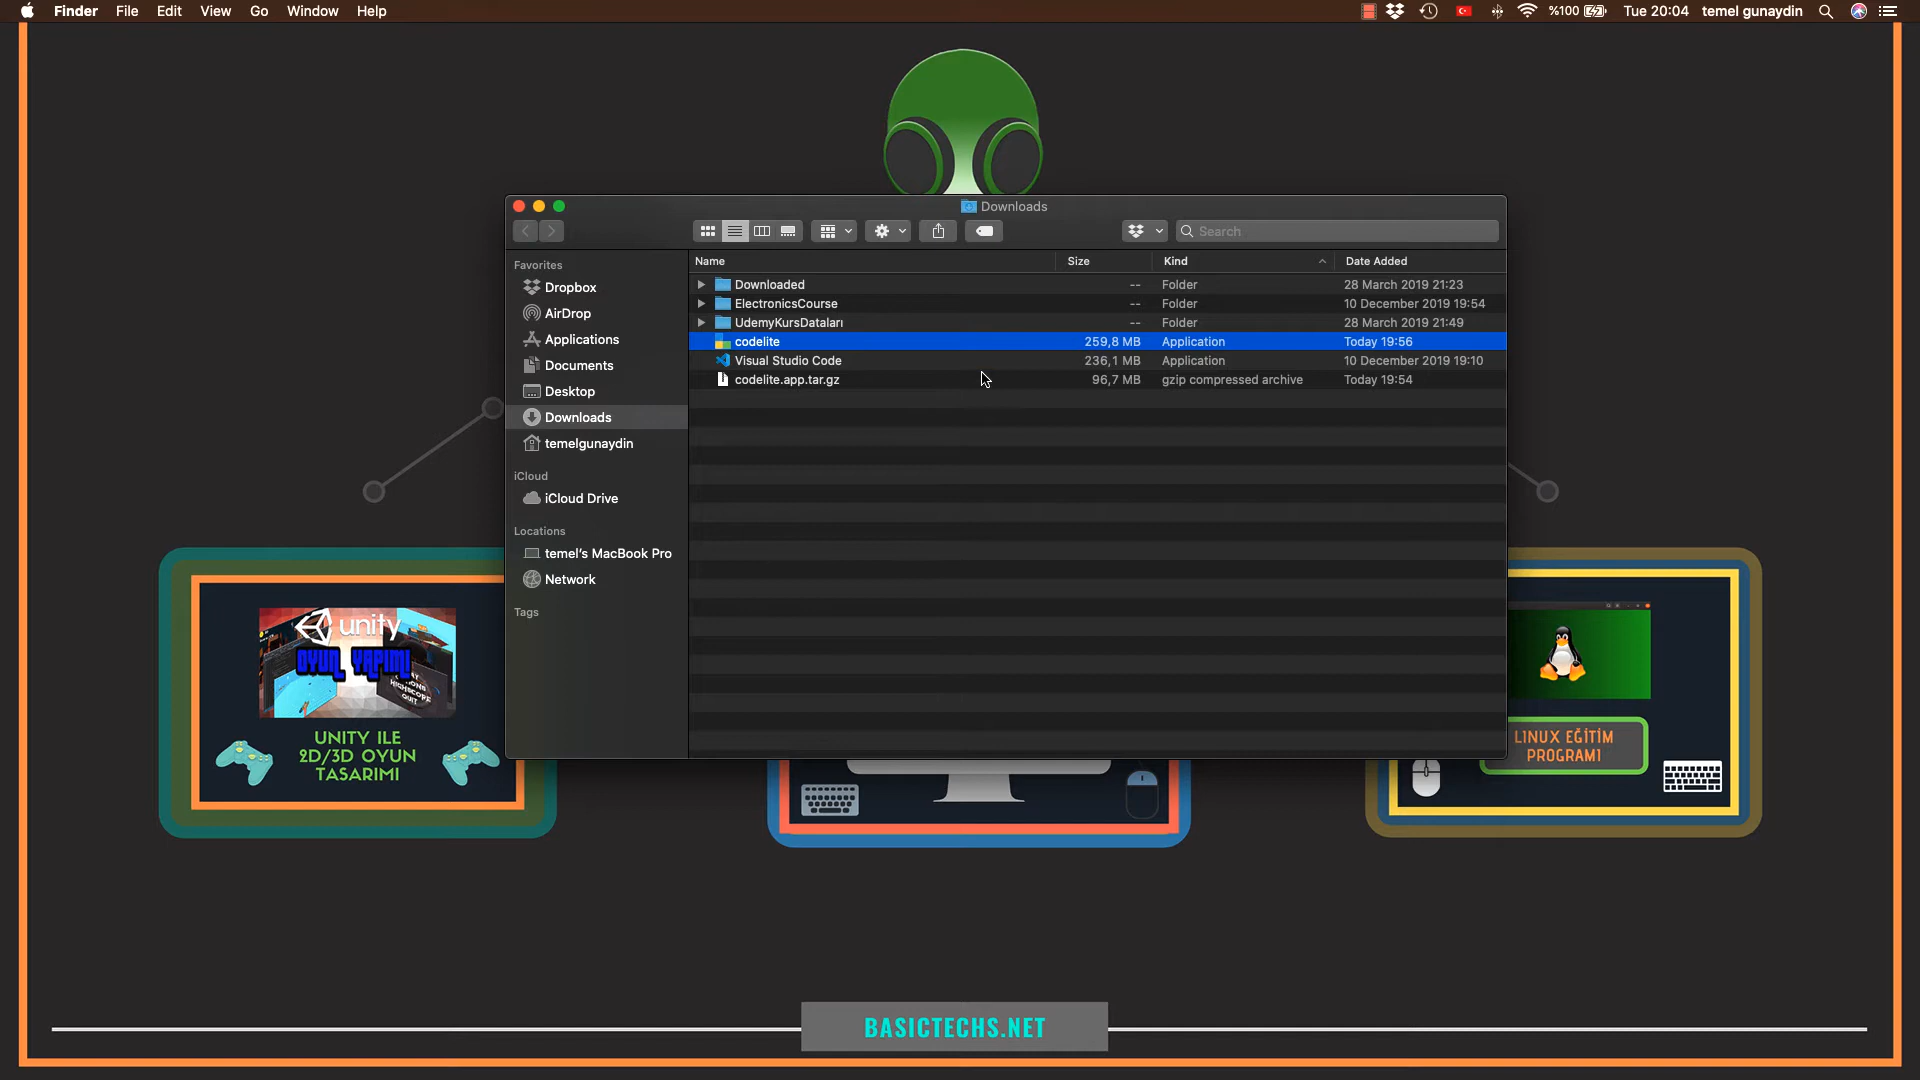 Finder File Edit View Go Window Help
%100 Tue 20:04 temel gunaydin
Downloads
Search
Favorites
Dropbox
AirDrop
Applications
Documents
Desktop
Downloads
temelgunaydin
iCloud
iCloud Drive
Locations
temel's MacBook Pro
Network
Tags
Name Size Kind Date Added
Downloaded -- Folder 28 March 2019 21:23
ElectronicsCourse -- Folder 10 December 2019 19:54
UdemyKursDataları -- Folder 28 March 2019 21:49
codelite 259,8 MB Application Today 19:56
Visual Studio Code 236,1 MB Application 10 December 2019 19:10
codelite.app.tar.gz 96,7 MB gzip compressed archive Today 19:54
unity
OYUN YAPIMI
HIGHSCORE
QUIT
UNITY ILE
2D/3D OYUN
TASARIMI
LINUX EĞİTİM
PROGRAMI
BASICTECHS.NET